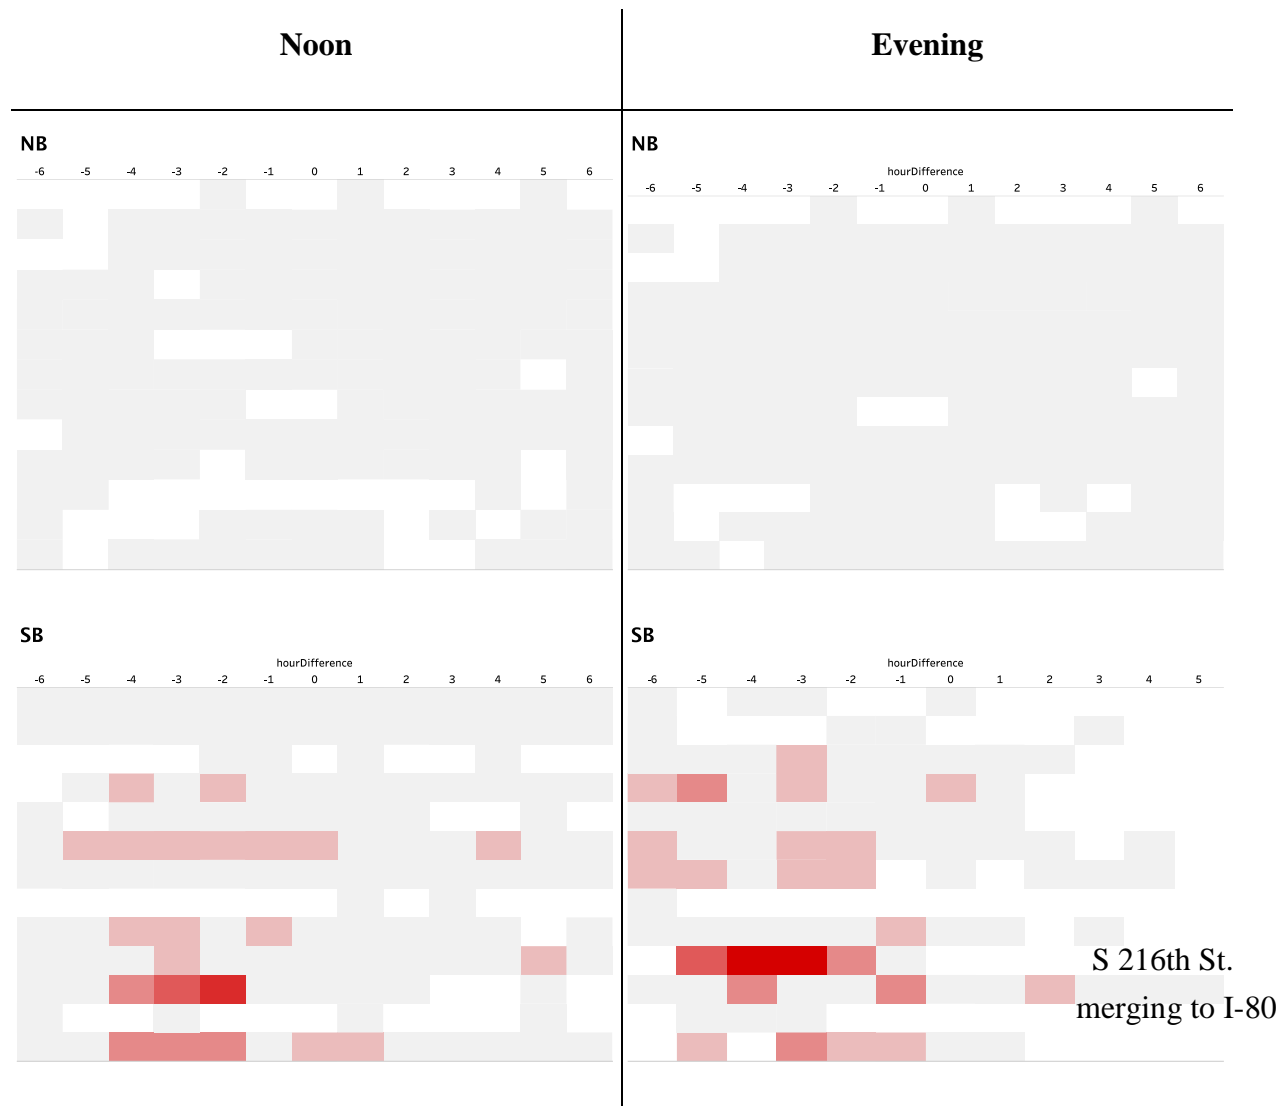 Noon
Evening
NB
-6 -5 -4 -3 -2 -1 0 1 2 3 4 5 6
NB
hourDifference
-6 -5 -4 -3 -2 -1 0 2 3 4 5 6
SB
hourDifference
-6 -5 -4 -3 -2 -1 0 1 2 3 4 5 6
SB
hourDifference
-6 -5 -4 -3 -2 -1 0 1 2 3 4 5
S 216th St.
merging to I-80